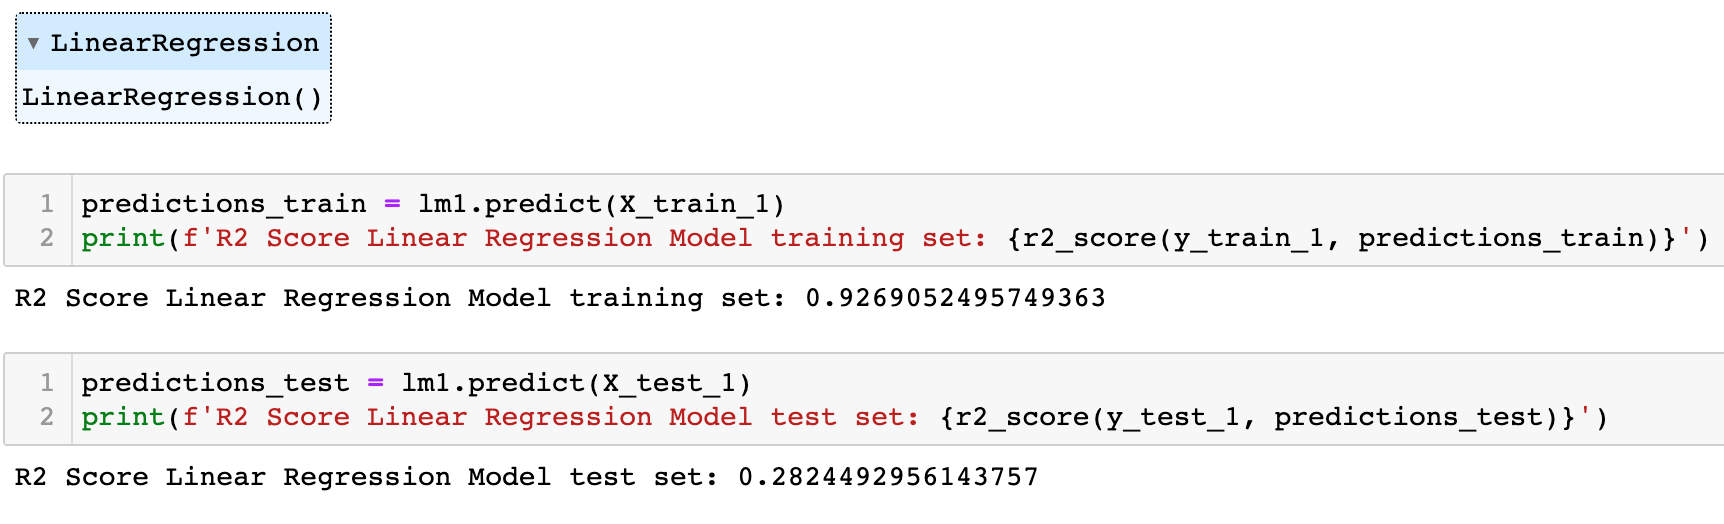 ▼ LinearRegression
LinearRegression()
1 predictions_train = lm1.predict(X_train_1)
2 print(f'R2 Score Linear Regression Model training set: {r2_score(y_train_1, predictions_train)}')
R2 Score Linear Regression Model training set: 0.9269052495749363
1 predictions_test = lm1.predict(X_test_1)
2 print(f'R2 Score Linear Regression Model test set: {r2_score(y_test_1, predictions_test)}')
R2 Score Linear Regression Model test set: 0.2824492956143757